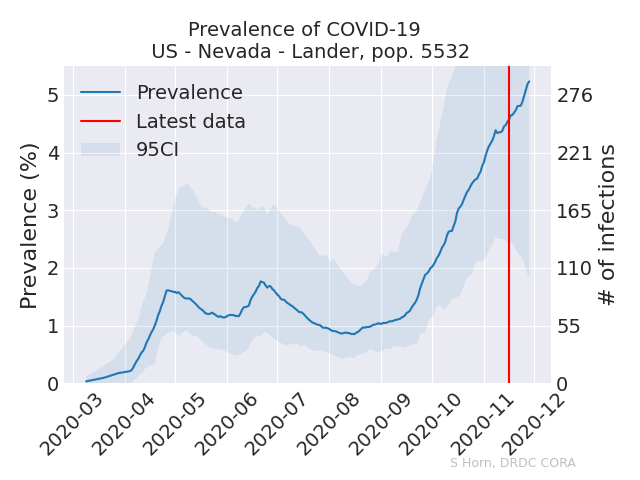 Prevalence of COVID-19
US - Nevada - Lander, pop. 5532
Prevalence
Latest data
95CI
Prevalence (%)
5
4
3
2
1
0
276
221
165
110
55
0
# of infections
2020-03
2020-04
2020-05
2020-06
2020-07
2020-08
2020-09
2020-10
2020-11
2020-12
S Horn, DRDC CORA